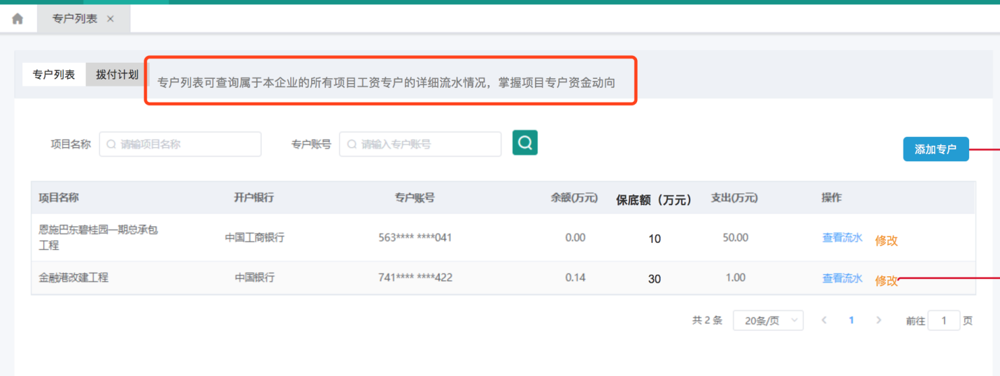 专户列表 ×
专户列表 拨付计划 专户列表可查询属于本企业的所有项目工资专户的详细流水情况，掌握项目专户资金动向
项目名称 请输项目名称 专户账号 请输入专户账号
添加专户
项目名称 开户银行 专户账号 余额(万元) 保底额（万元） 支出(万元) 操作
恩施巴东碧桂园一期总承包
工程 中国工商银行 563**** ****041 0.00 10 50.00 查看流水 修改
金融港改建工程 中国银行 741**** ****422 0.14 30 1.00 查看流水 修改
共 2 条 20条/页 < 1 > 前往 1 页